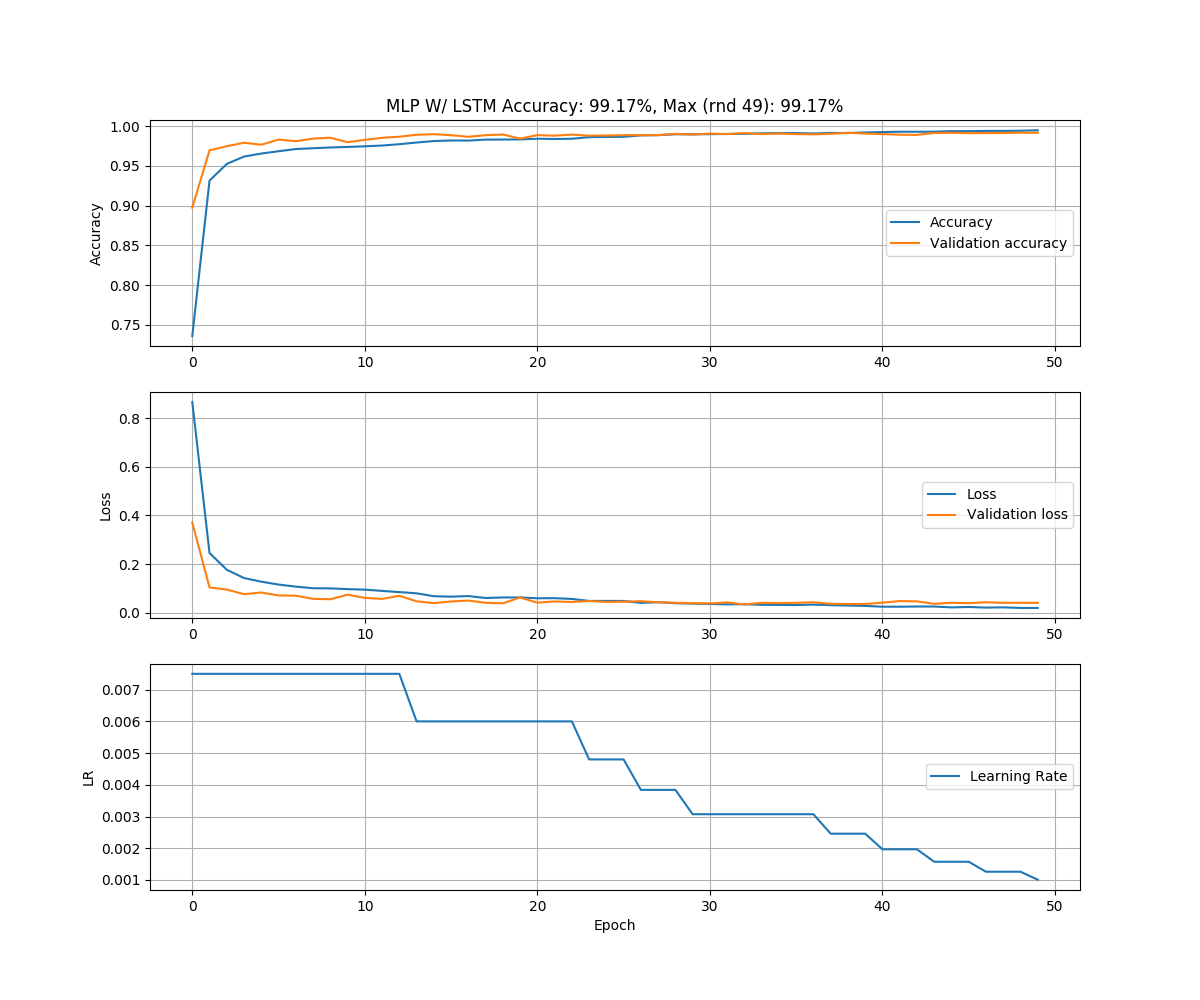 MLP W/ LSTM Accuracy: 99.17%, Max (rnd 49): 99.17%
1.00
0.95
0.90
0.85
0.80
0.75
Accuracy
Accuracy
Validation accuracy
0 10 20 30 40 50
0.8
0.6
0.4
0.2
0.0
Loss
Loss
Validation loss
0 10 20 30 40 50
0.007
0.006
0.005
0.004
0.003
0.002
0.001
LR
Learning Rate
0 10 20 30 40 50
Epoch